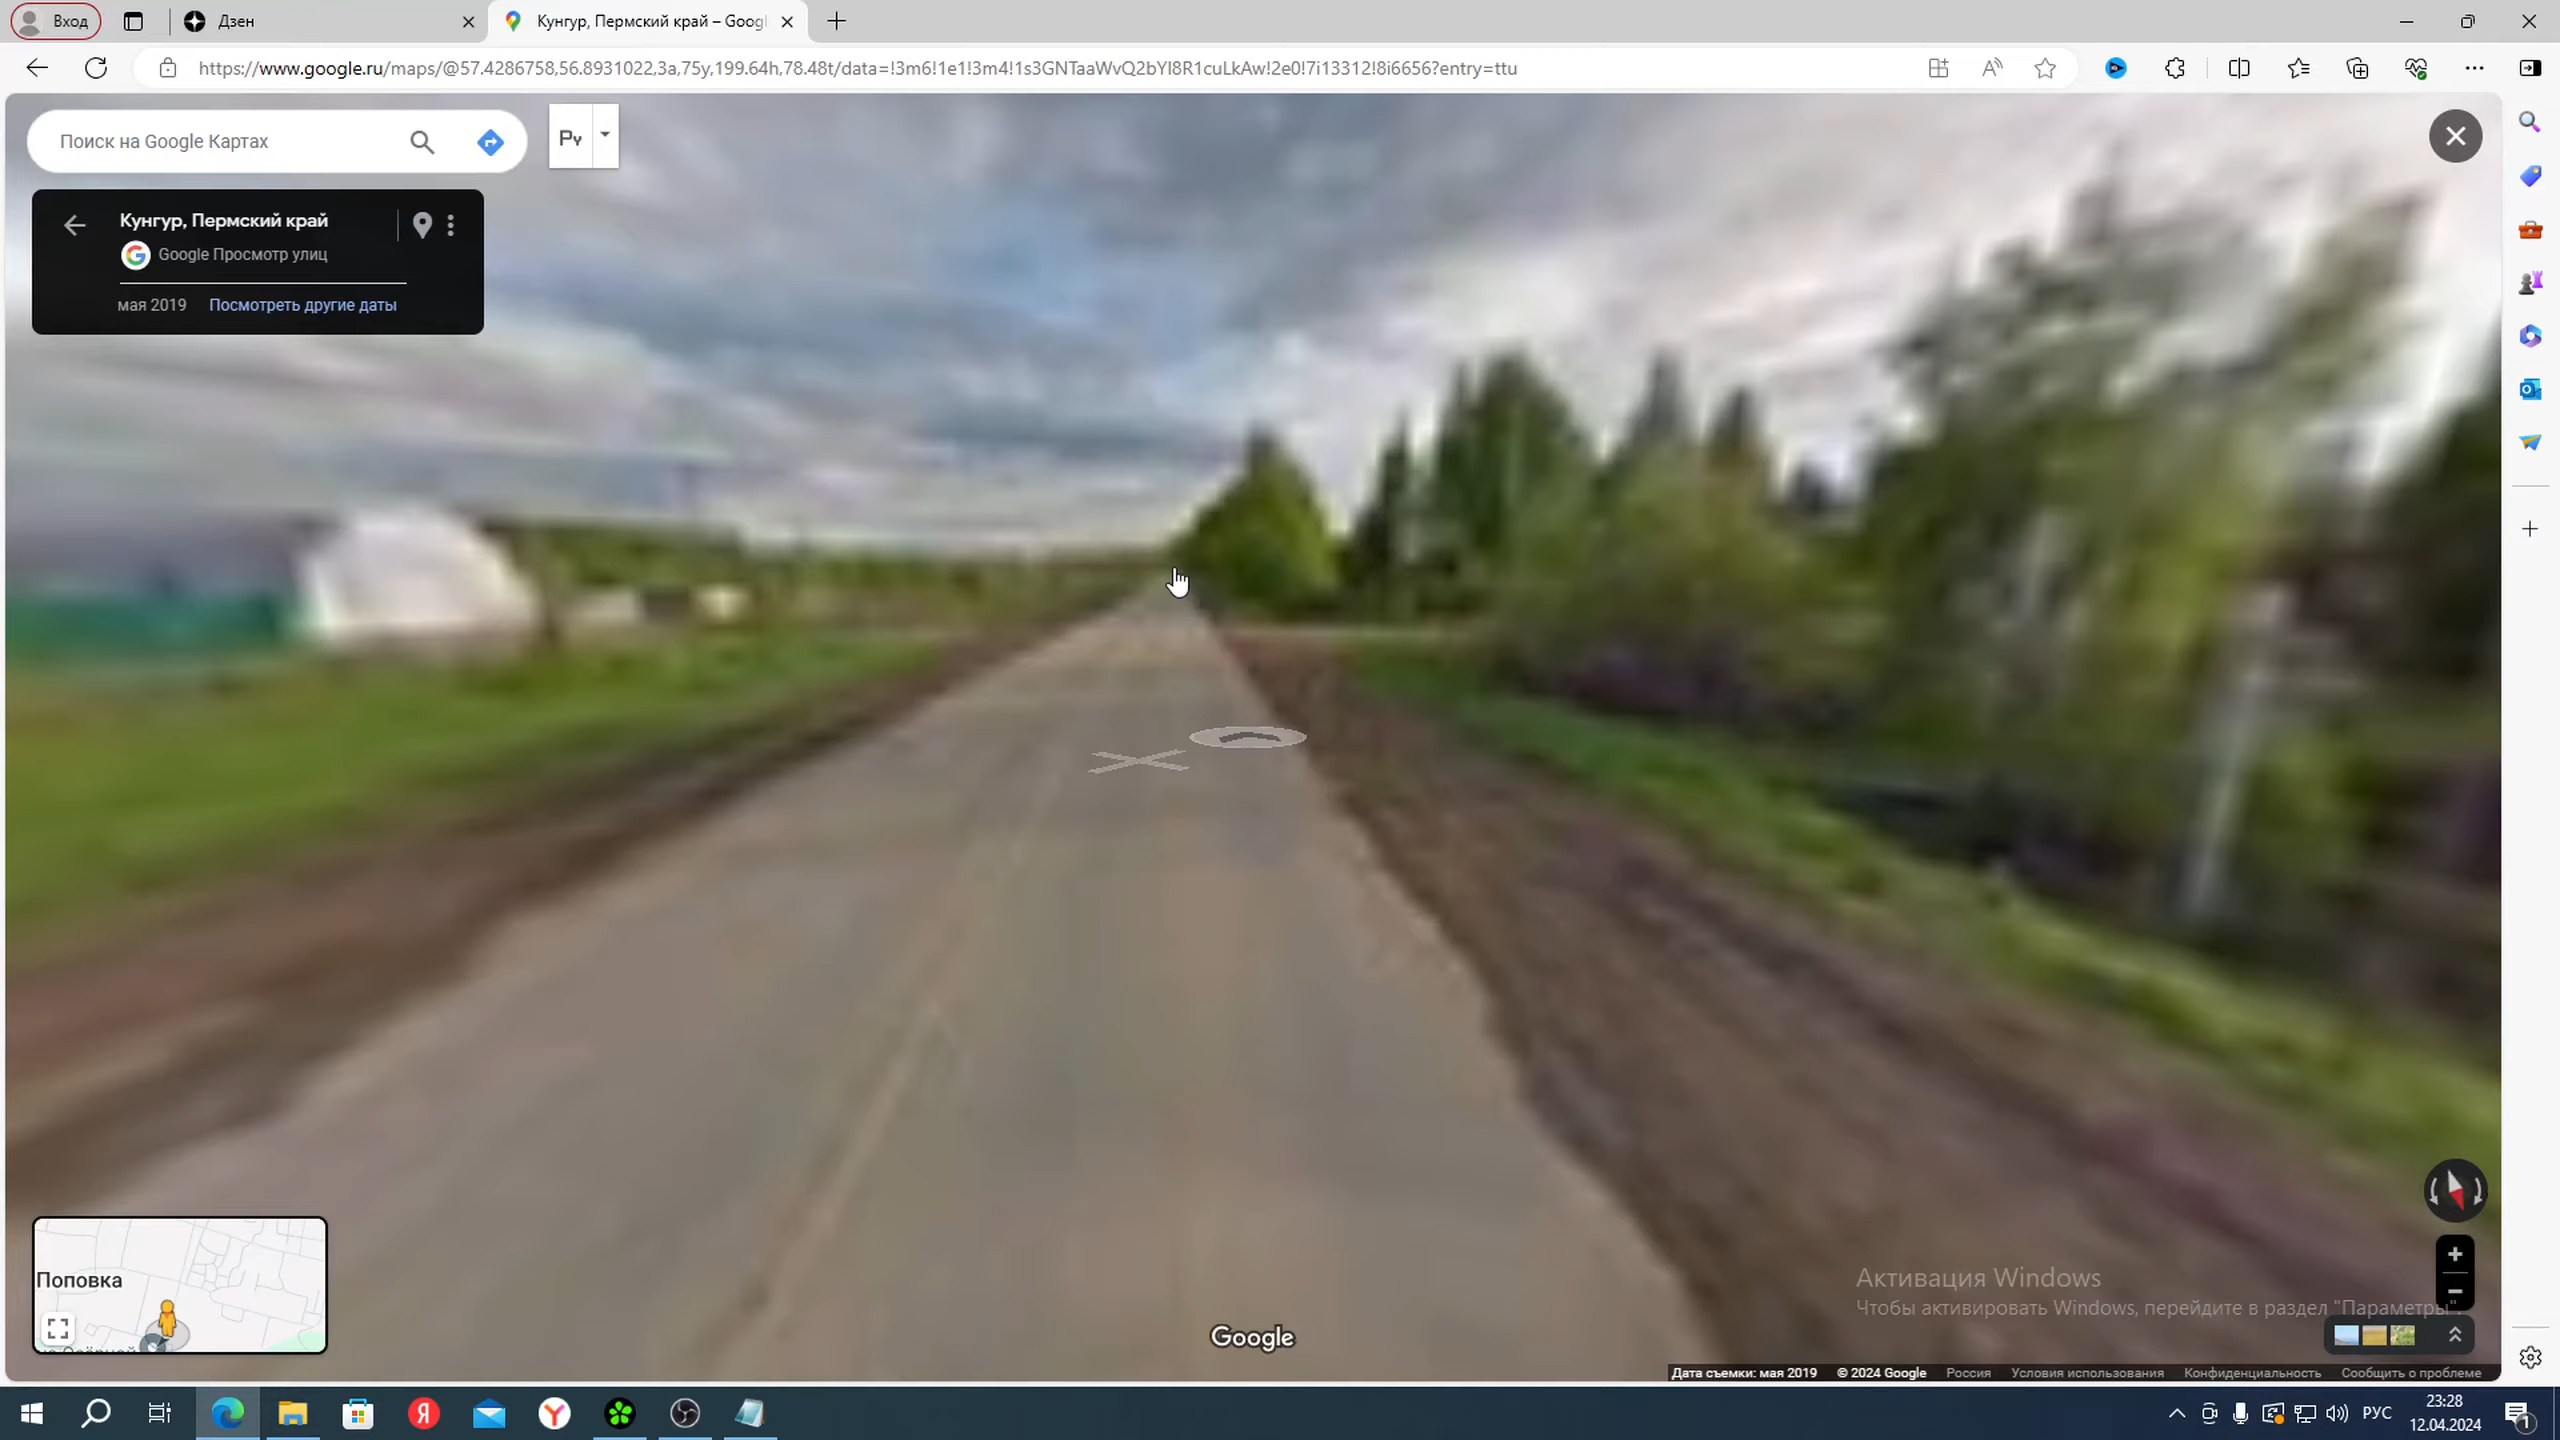 Вход
Дзен
Кунгур, Пермский край – Googl
https://www.google.ru/maps/@57.4286758,56.8931022,3a,75y,199.64h,78.48t/data=!3m6!1e1!3m4!1s3GNTaaWvQ2bYI8R1cuLkAw!2e0!7i13312!8i6656?entry=ttu
Поиск на Google Картах
Кунгур, Пермский край
Google Просмотр улиц
мая 2019 Посмотреть другие даты
Поповка
Активация Windows
Чтобы активировать Windows, перейдите в раздел "Параметры".
Google
Дата съемки: мая 2019 © 2024 Google Россия Условия использования Конфиденциальность Сообщить о проблеме
РУС
23:28
12.04.2024
1